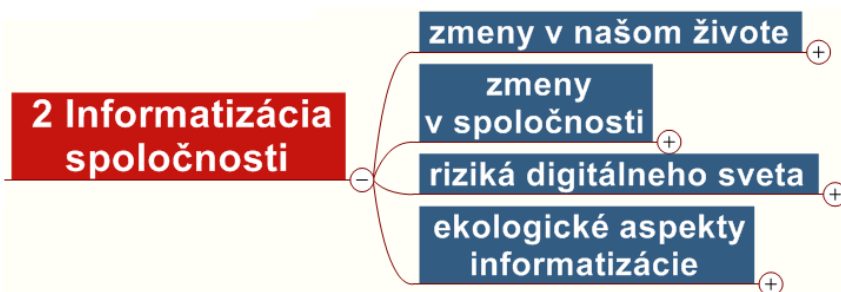 2 Informatizácia
spoločnosti
zmeny v našom živote
zmeny
v spoločnosti
riziká digitálneho sveta
ekologické aspekty
informatizácie